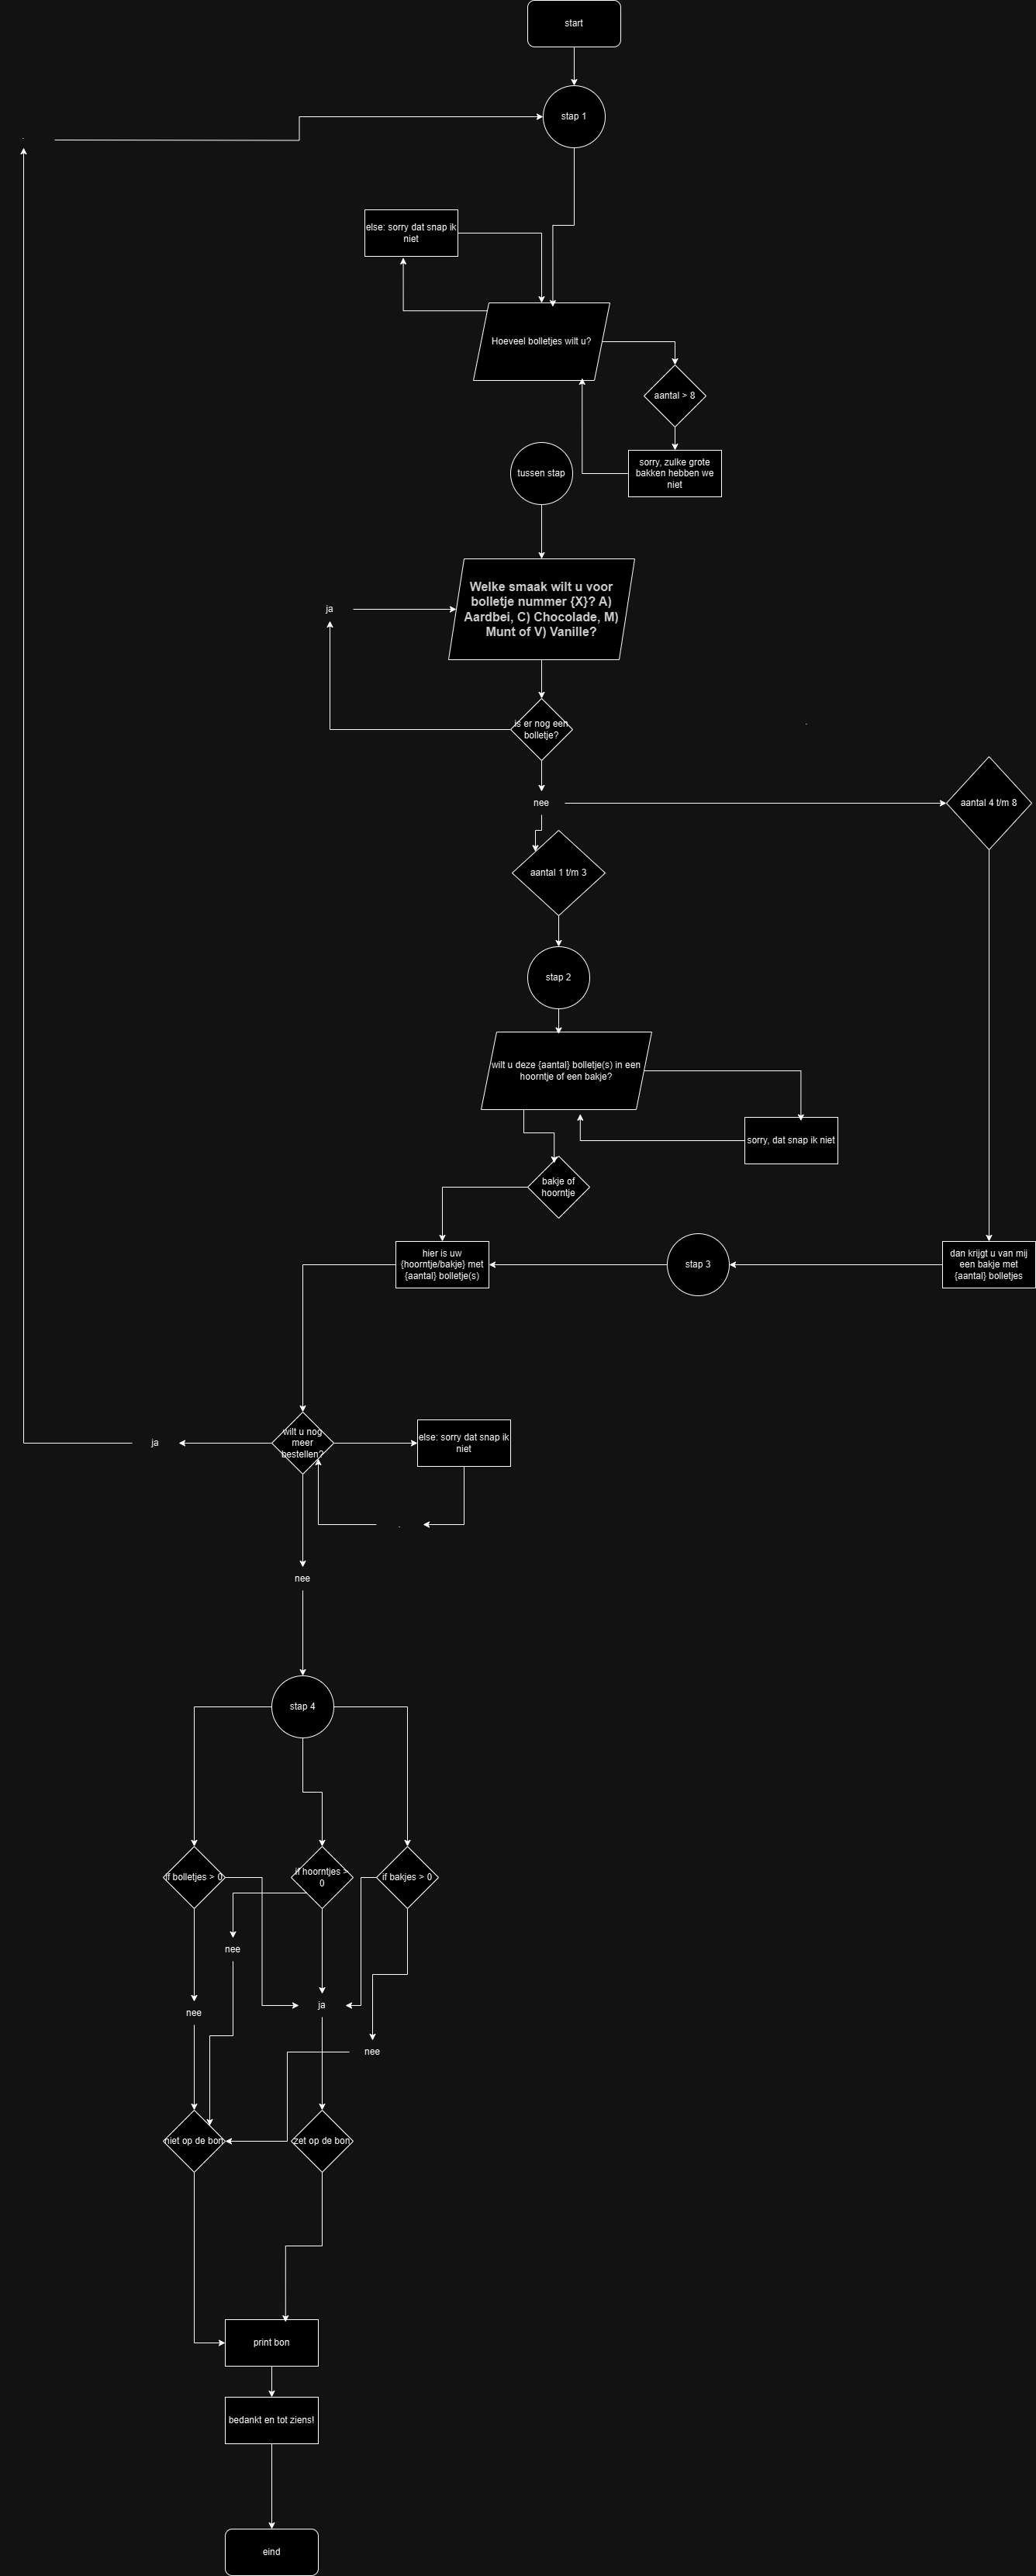 start
stap 1
else: sorry dat snap ik
niet
Hoeveel bolletjes wilt u?
aantal > 8
sorry, zulke grote
bakken hebben we
niet
tussen stap
Welke smaak wilt u voor
bolletje nummer {X}? A)
Aardbei, C) Chocolade, M)
Munt of V) Vanille?
ja
is er nog een
bolletje?
nee
aantal 4 t/m 8
aantal 1 t/m 3
stap 2
wilt u deze {aantal} bolletje(s) in een
hoorntje of een bakje?
sorry, dat snap ik niet
bakje of
hoorntje
hier is uw
{hoorntje/bakje} met
{aantal} bolletje(s)
stap 3
dan krijgt u van mij
een bakje met
{aantal} bolletjes
wilt u nog
meer
bestellen?
ja
else: sorry dat snap ik
niet
nee
stap 4
if bolletjes > 0
if hoorntjes >
0
if bakjes > 0
nee
ja
nee
nee
niet op de bon
zet op de bon
print bon
bedankt en tot ziens!
eind